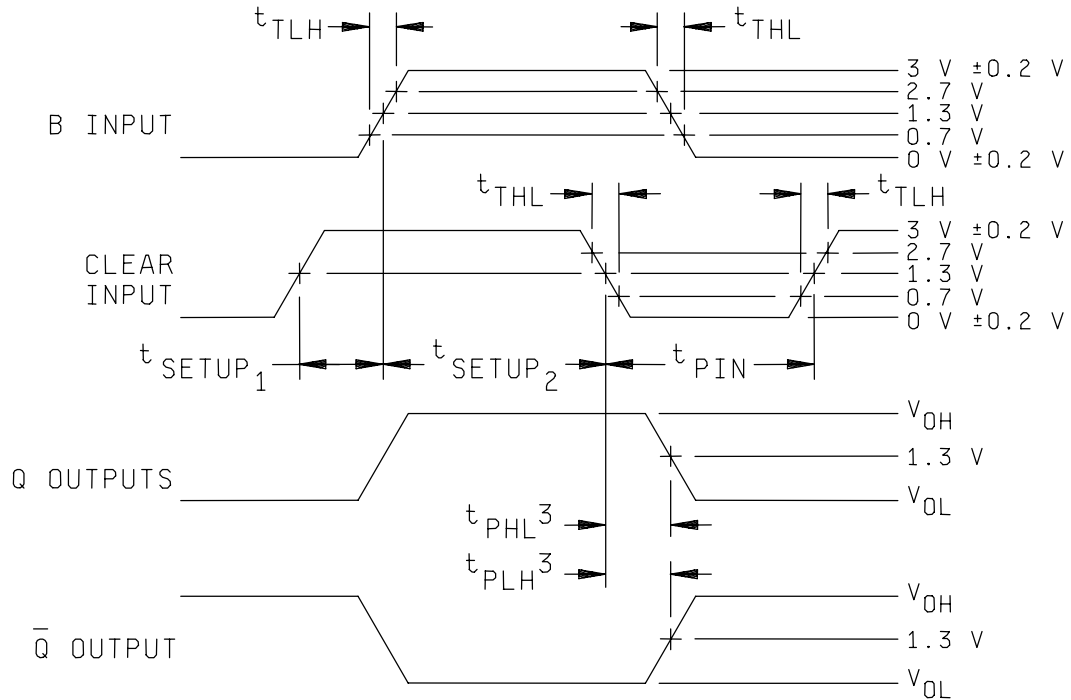 tTLH
tTHL
B INPUT
3 V ±0.2 V
2.7 V
1.3 V
0.7 V
0 V ±0.2 V
tTHL
tTLH
CLEAR
INPUT
3 V ±0.2 V
2.7 V
1.3 V
0.7 V
0 V ±0.2 V
tSETUP1
tSETUP2
tPIN
Q OUTPUTS
VOH
1.3 V
VOL
tPHL3
tPLH3
Q̅ OUTPUT
VOH
1.3 V
VOL